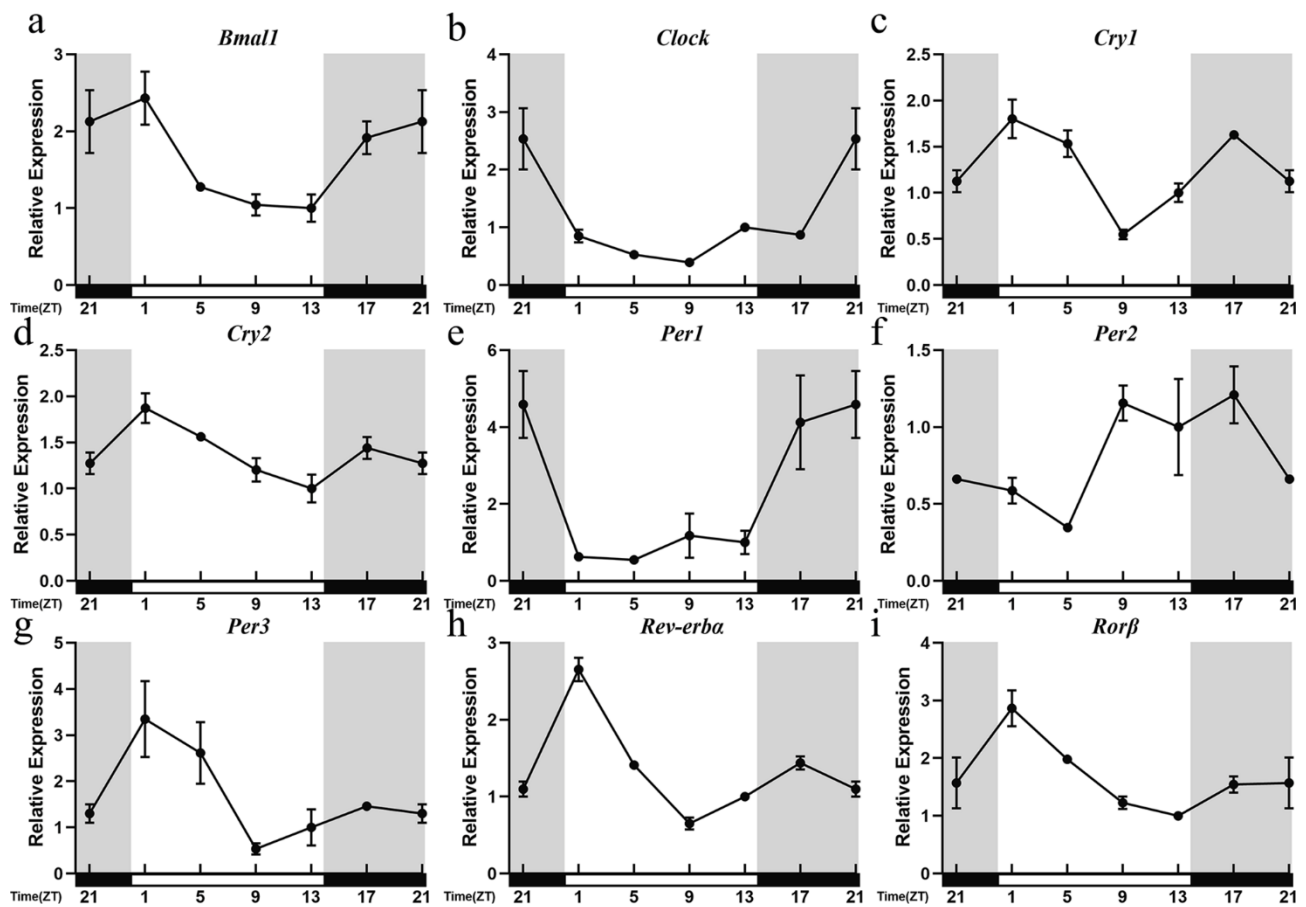 a Bmal1
b Clock
c Cry1
Relative Expression
3
2
1
0
Time(ZT) 21 1 5 9 13 17 21
Relative Expression
4
3
2
1
0
Time(ZT) 21 1 5 9 13 17 21
Relative Expression
2.5
2.0
1.5
1.0
0.5
0.0
Time(ZT) 21 1 5 9 13 17 21
d Cry2
e Per1
f Per2
Relative Expression
2.5
2.0
1.5
1.0
0.5
0.0
Time(ZT) 21 1 5 9 13 17 21
Relative Expression
6
4
2
0
Time(ZT) 21 1 5 9 13 17 21
Relative Expression
1.5
1.0
0.5
0.0
Time(ZT) 21 1 5 9 13 17 21
g Per3
h Rev-erbα
i Rorβ
Relative Expression
5
4
3
2
1
0
Time(ZT) 21 1 5 9 13 17 21
Relative Expression
3
2
1
0
Time(ZT) 21 1 5 9 13 17 21
Relative Expression
4
3
2
1
0
Time(ZT) 21 1 5 9 13 17 21